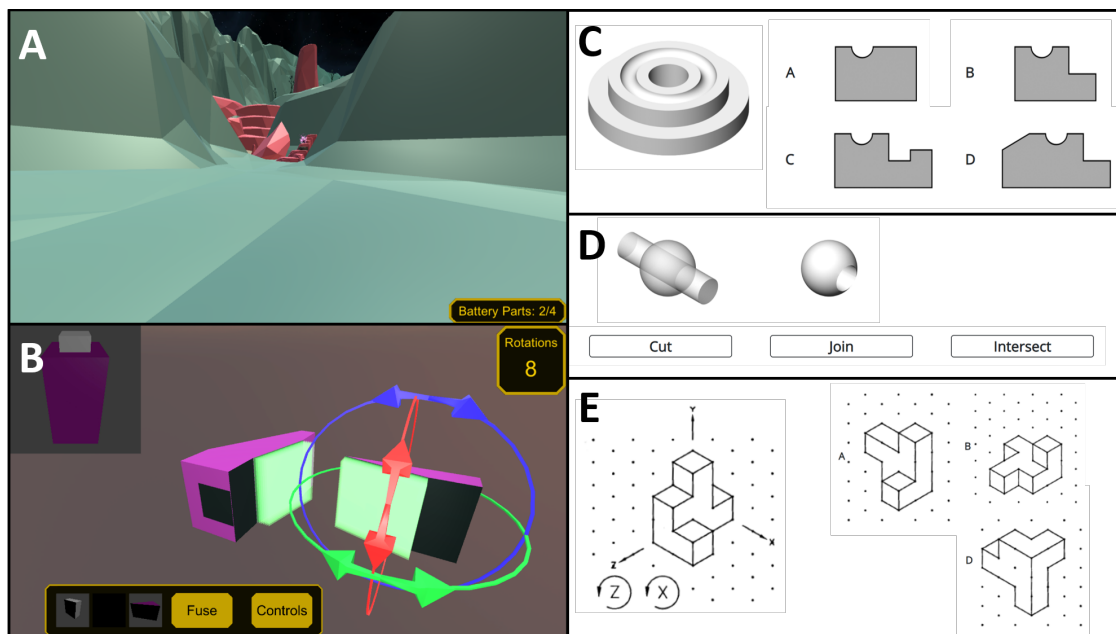 A
Battery Parts: 2/4
B
Rotations
8
Fuse
Controls
C
A
B
C
D
D
Cut
Join
Intersect
E
Y
X
Z
Z
X
A
B
D